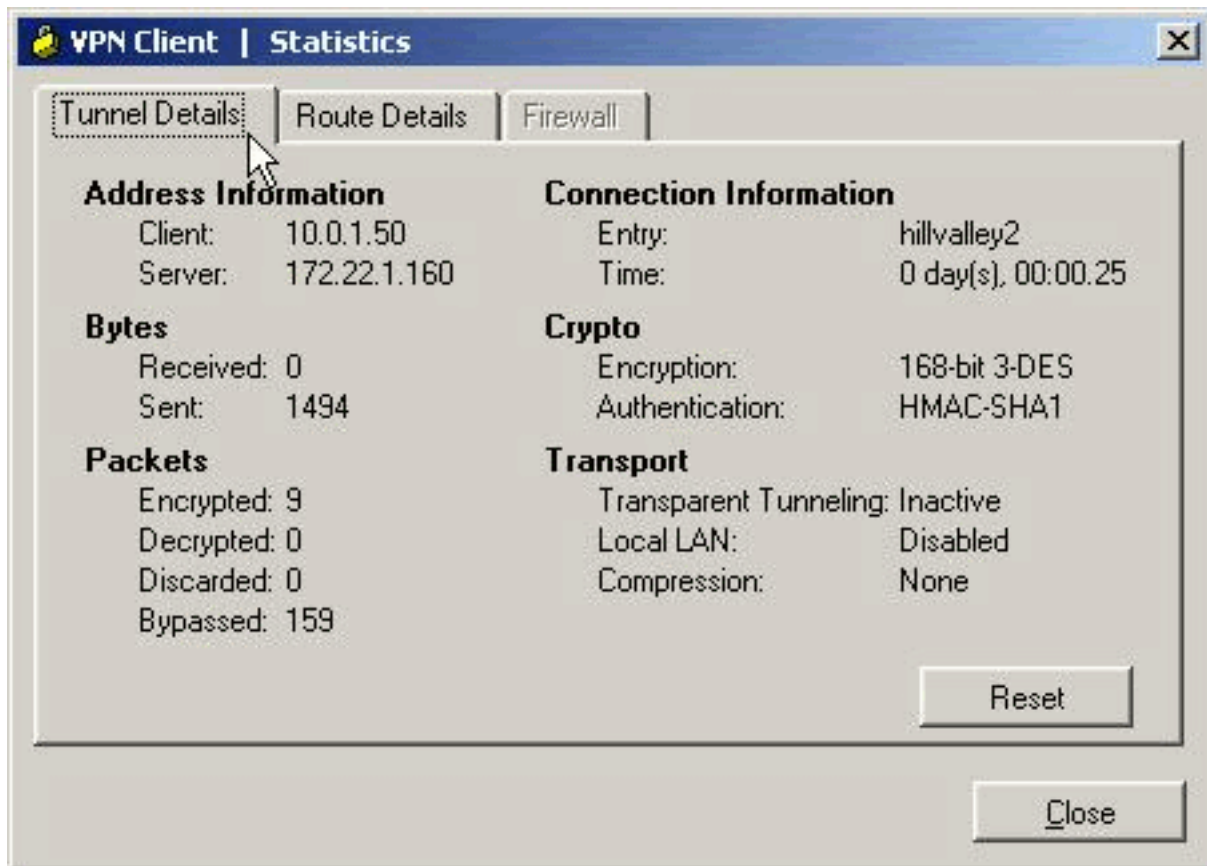 VPN Client | Statistics
Tunnel Details Route Details Firewall
Address Information
Client: 10.0.1.50
Server: 172.22.1.160
Connection Information
Entry: hillvalley2
Time: 0 day(s), 00:00.25
Bytes
Received: 0
Sent: 1494
Crypto
Encryption: 168-bit 3-DES
Authentication: HMAC-SHA1
Packets
Encrypted: 9
Decrypted: 0
Discarded: 0
Bypassed: 159
Transport
Transparent Tunneling: Inactive
Local LAN: Disabled
Compression: None
Reset
Close